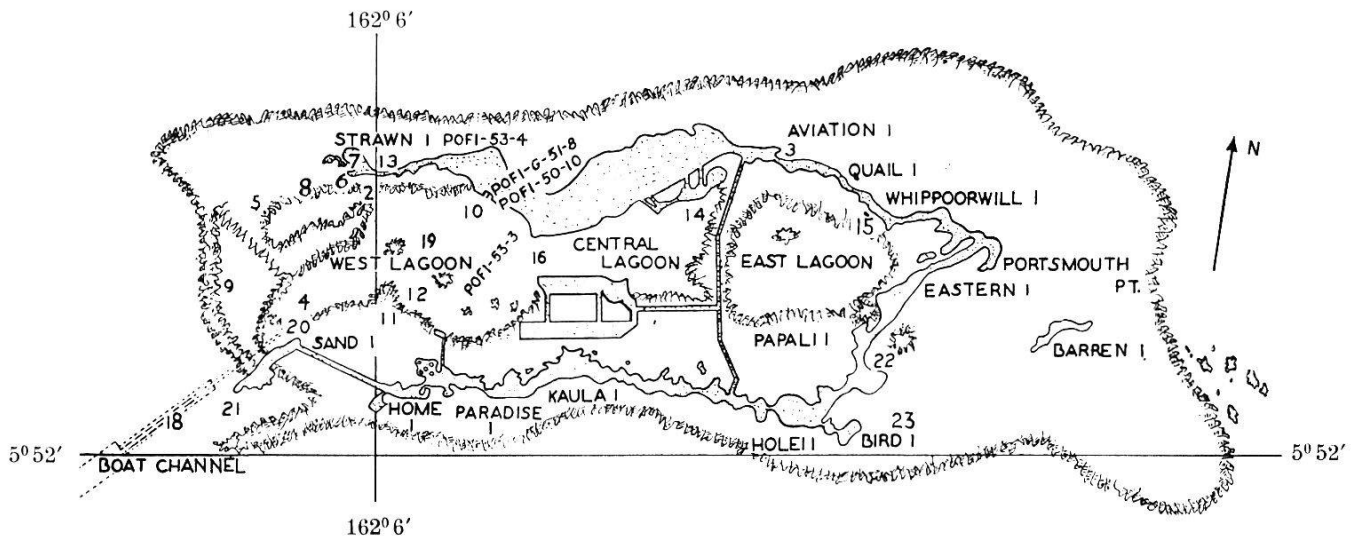 162° 6′
STRAWN I POFI-53-4
AVIATION I
7 13
3
POFI-G-51-8
POFI-50-10
N
8 6
QUAIL I
5
2
WHIPPOORWILL I
10
14
15
19
CENTRAL
LAGOON
16
WEST LAGOON
EAST LAGOON
PORTSMOUTH
PT.
POFI-53-3
EASTERN I
9
4
12
11
20
SAND I
PAPALI I
22
BARREN I
21
HOME
I
PARADISE
I
KAULA I
18
23
HOLEI I
BIRD I
5° 52′
5° 52′
BOAT CHANNEL
162° 6′